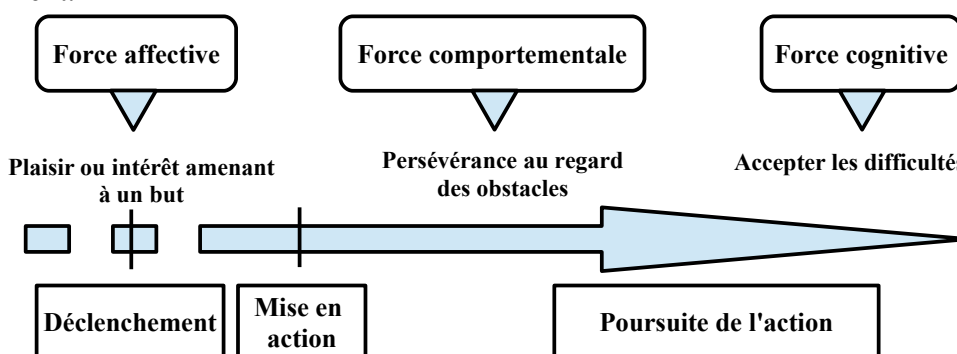 Force affective
Force comportementale
Force cognitive
Plaisir ou intérêt amenant
à un but
Persévérance au regard
des obstacles
Accepter les difficultés
Déclenchement
Mise en
action
Poursuite de l'action